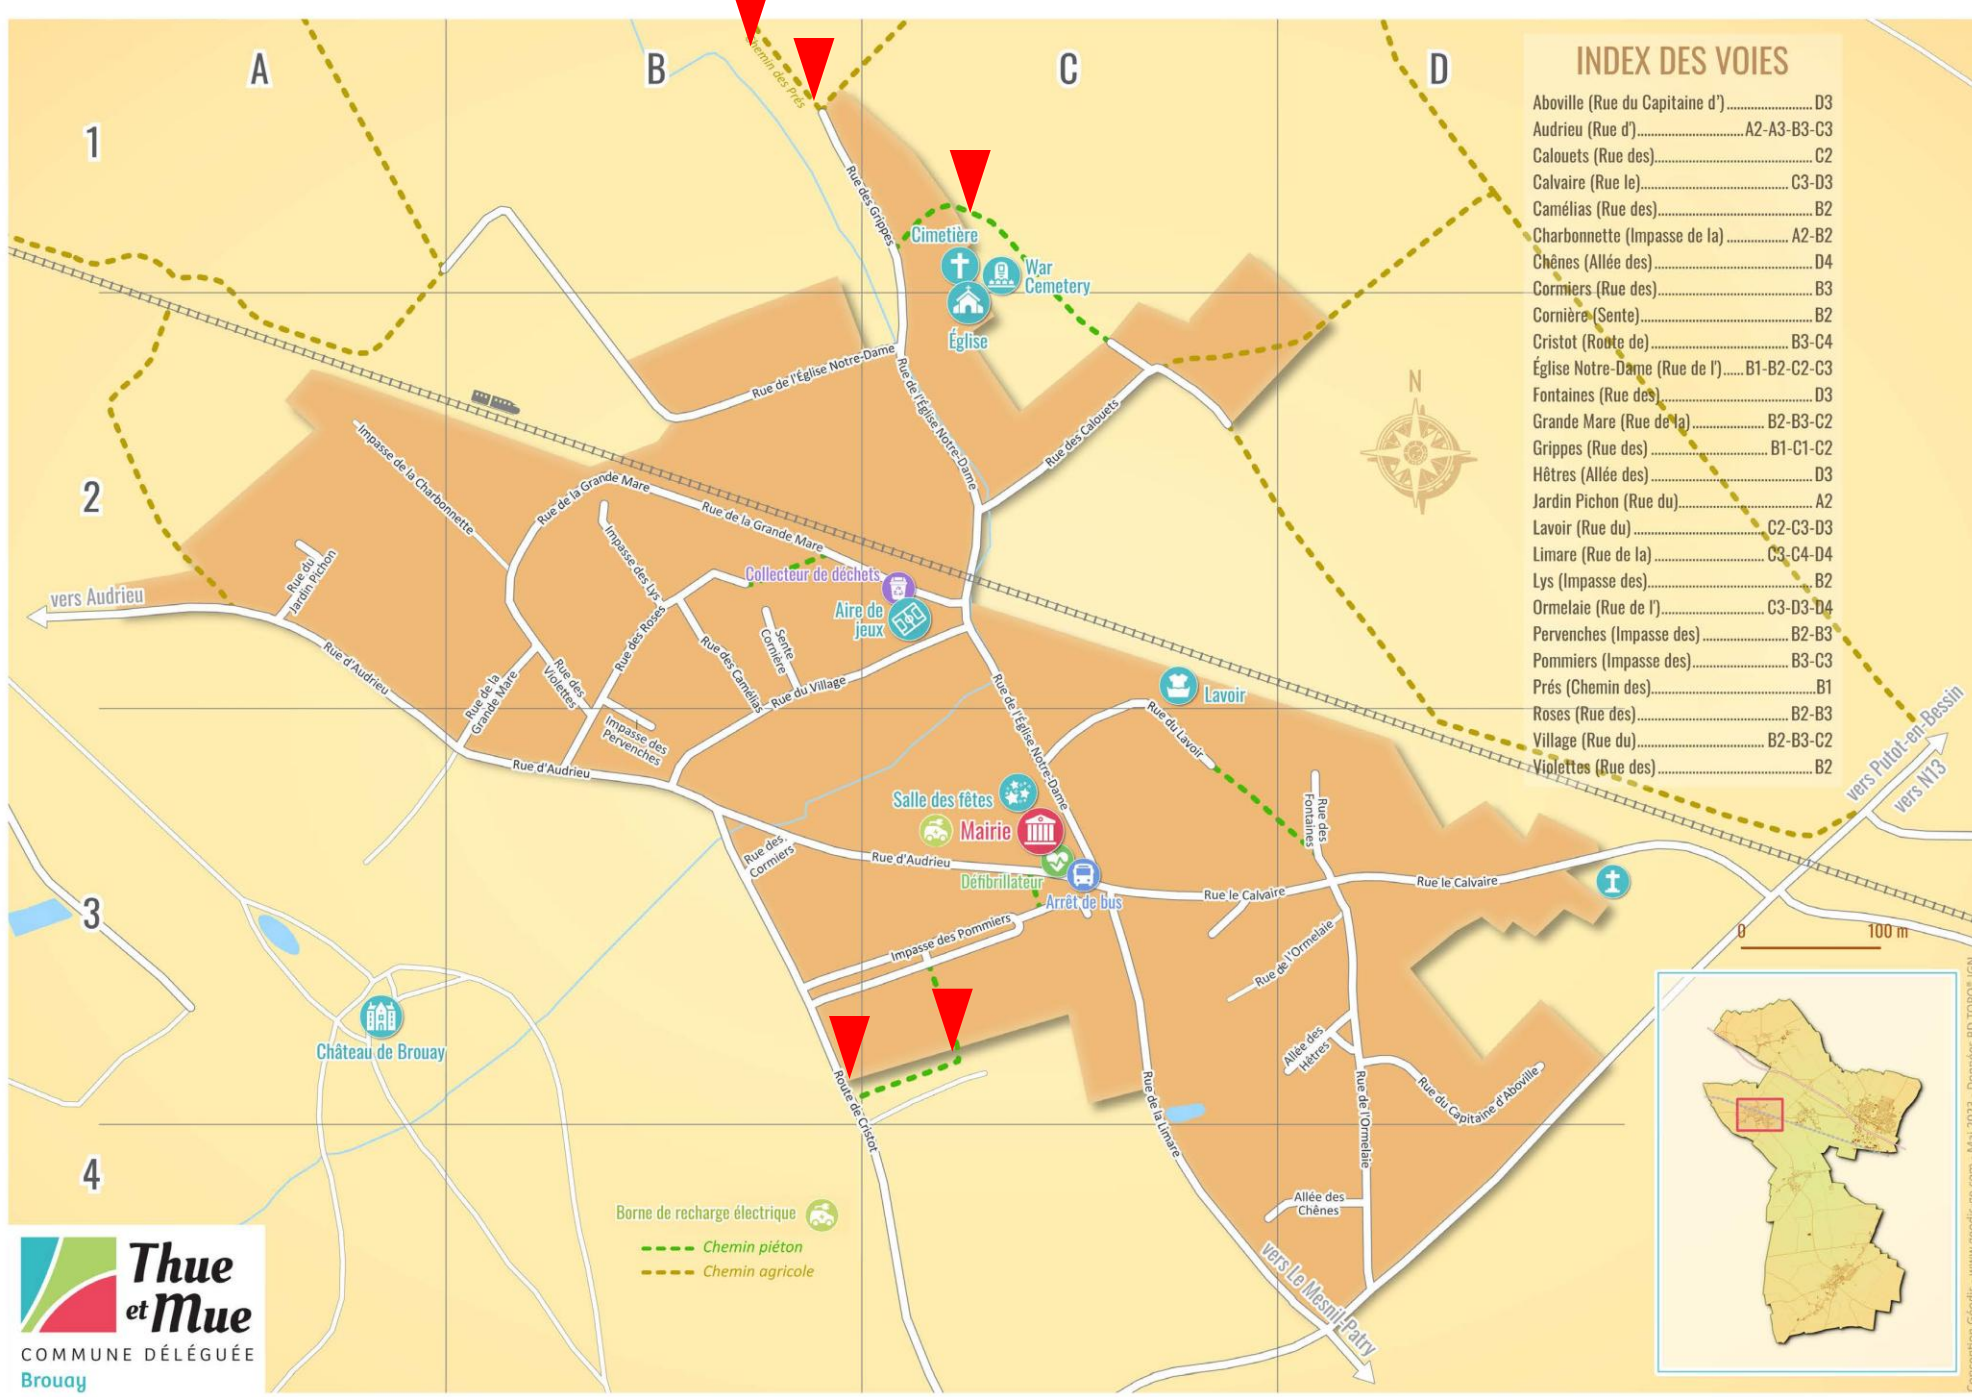 A
B
C
D
1
2
3
4
INDEX DES VOIES
Aboville (Rue du Capitaine d') ........ D3
Audrieu (Rue d') ........ A2-A3-B3-C3
Calouets (Rue des) ........ C2
Calvaire (Rue le) ........ C3-D3
Camélias (Rue des) ........ B2
Charbonnette (Impasse de la) ........ A2-B2
Chênes (Allée des) ........ D4
Cormiers (Rue des) ........ B3
Cornière (Sente) ........ B2
Cristot (Route de) ........ B3-C4
Église Notre-Dame (Rue de l') ..... B1-B2-C2-C3
Fontaines (Rue des) ........ D3
Grande Mare (Rue de la) ........ B2-B3-C2
Grippes (Rue des) ........ B1-C1-C2
Hêtres (Allée des) ........ D3
Jardin Pichon (Rue du) ........ A2
Lavoir (Rue du) ........ C2-C3-D3
Limare (Rue de la) ........ C3-C4-D4
Lys (Impasse des) ........ B2
Ormelaie (Rue de l') ........ C3-D3-D4
Pervenches (Impasse des) ........ B2-B3
Pommiers (Impasse des) ........ B3-C3
Prés (Chemin des) ........ B1
Roses (Rue des) ........ B2-B3
Village (Rue du) ........ B2-B3-C2
Violettes (Rue des) ........ B2
Chemin des Prés
Rue des Grippes
Cimetière
War
Cemetery
Église
Rue de l'Église Notre-Dame
Rue de l'Église Notre-Dame
Rue des Calouets
N
Impasse de la Charbonnette
Rue de la Grande Mare
Rue de la Grande Mare
Impasse des Lys
Collecteur de déchets
Aire de
jeux
Rue du
Jardin Pichon
vers Audrieu
Rue d'Audrieu
Rue des Roses
Rue des Camélias
Sente
Cornière
Rue du Village
Rue de la
Grande Mare
Rue des
Violettes
Impasse des
Pervenches
Rue d'Audrieu
Rue de l'Église Notre-Dame
Lavoir
Rue du Lavoir
Salle des fêtes
Mairie
Défibrillateur
Arrêt de bus
Rue des
Cormiers
Rue d'Audrieu
Rue des
Fontaines
Rue le Calvaire
Rue le Calvaire
vers Putot-en-Bessin
vers N13
0 100 m
Impasse des Pommiers
Rue de l'Ormelaie
Château de Brouay
Route de Cristot
Allée des
Hêtres
Rue du Capitaine d'Aboville
Rue de l'Ormelaie
Rue de la Limare
Allée des
Chênes
vers Le Mesnil-Patry
Borne de recharge électrique
Chemin piéton
Chemin agricole
Thue
et Mue
COMMUNE DÉLÉGUÉE
Brouay